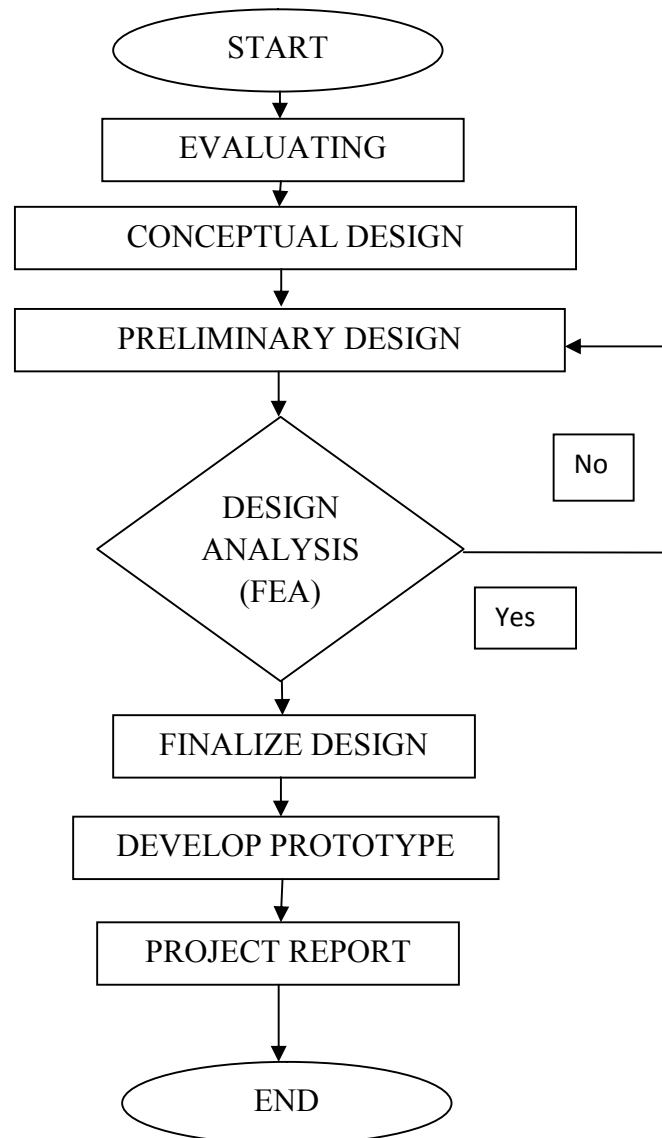 START
EVALUATING
CONCEPTUAL DESIGN
PRELIMINARY DESIGN
No
DESIGN
ANALYSIS
(FEA)
Yes
FINALIZE DESIGN
DEVELOP PROTOTYPE
PROJECT REPORT
END